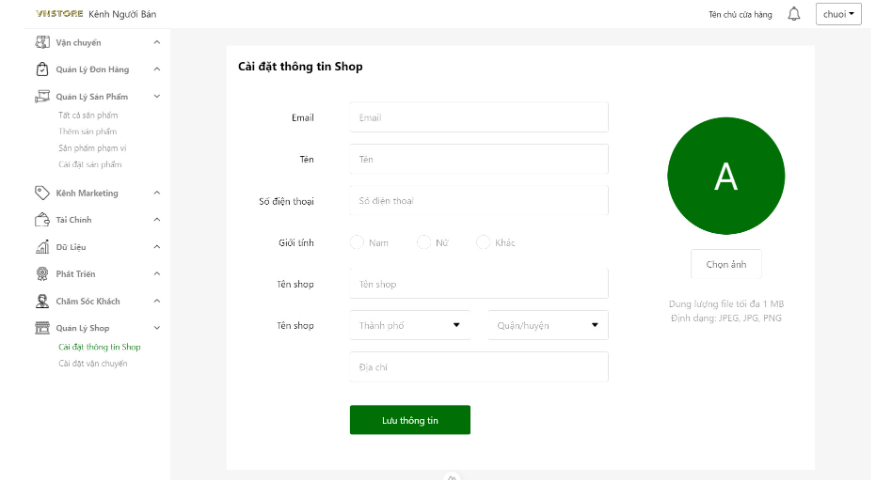 VHSTORE Kênh Người Bán
Tên chủ cửa hàng
chuoi
Vận chuyển
Quản Lý Đơn Hàng
Quản Lý Sản Phẩm
Tất cả sản phẩm
Thêm sản phẩm
Sản phẩm phạm vi
Cài đặt sản phẩm
Kênh Marketing
Tài Chính
Dữ Liệu
Phát Triển
Chăm Sóc Khách
Quản Lý Shop
Cài đặt thông tin Shop
Cài đặt vận chuyển
Cài đặt thông tin Shop
Email Email
Tên Tên
Số điện thoại Số điện thoại
Giới tính Nam Nữ Khác
Tên shop Tên shop
Tên shop Thành phố Quận/huyện
Địa chỉ
Lưu thông tin
A
Chọn ảnh
Dung lượng file tối đa 1 MB
Định dạng: JPEG, JPG, PNG